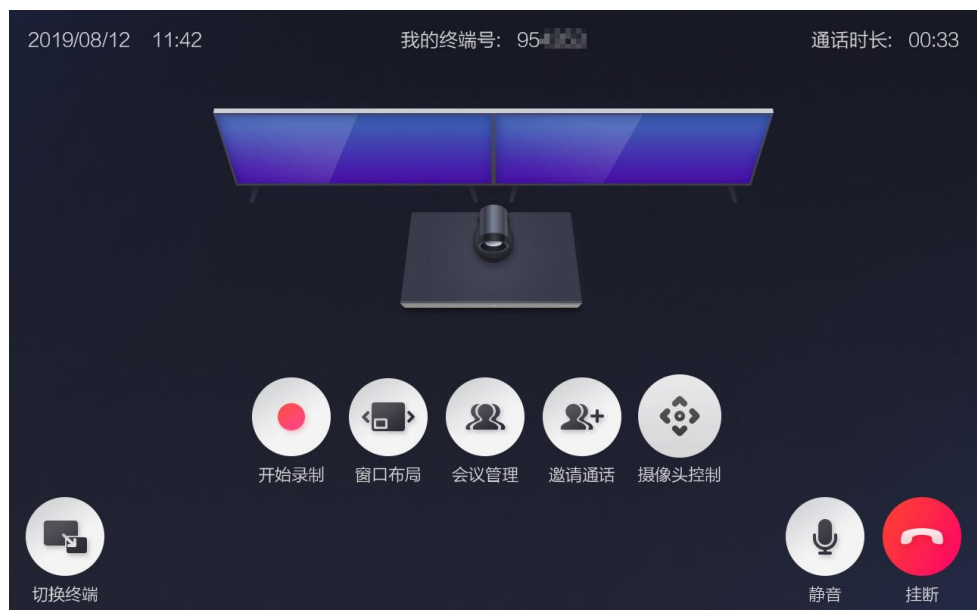 2019/08/12 11:42 我的终端号: 95 通话时长: 00:33
开始录制 窗口布局 会议管理 邀请通话 摄像头控制
切换终端 静音 挂断